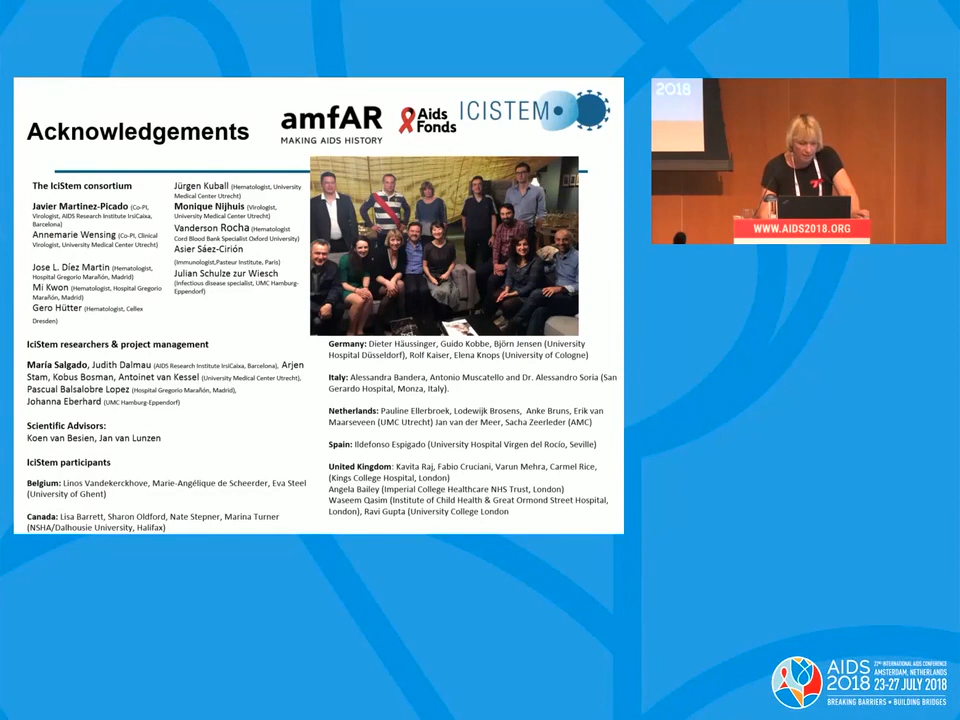 Acknowledgements
amfAR
MAKING AIDS HISTORY
Aids
Fonds
ICISTEM
The IciStem consortium
Javier Martinez-Picado (Co-PI,
Virologist, AIDS Research Institute IrsiCaixa,
Barcelona)
Annemarie Wensing (Co-PI, Clinical
Virologist, University Medical Center Utrecht)
Jose L. Díez Martin (Hematologist,
Hospital Gregorio Marañón, Madrid)
Mi Kwon (Hematologist, Hospital Gregorio
Marañón, Madrid)
Gero Hütter (Hematologist, Cellex
Dresden)
Jürgen Kuball (Hematologist, University
Medical Center Utrecht)
Monique Nijhuis (Virologist,
University Medical Center Utrecht)
Vanderson Rocha (Hematologist
Cord Blood Bank Specialist Oxford University)
Asier Sáez-Cirión
(Immunologist,Pasteur Institute, Paris)
Julian Schulze zur Wiesch
(Infectious disease specialist, UMC Hamburg-
Eppendorf)
IciStem researchers & project management
María Salgado, Judith Dalmau (AIDS Research Institute IrsiCaixa, Barcelona), Arjen
Stam, Kobus Bosman, Antoinet van Kessel (University Medical Center Utrecht),
Pascual Balsalobre Lopez (Hospital Gregorio Marañón, Madrid),
Johanna Eberhard (UMC Hamburg-Eppendorf)
Scientific Advisors:
Koen van Besien, Jan van Lunzen
IciStem participants
Belgium: Linos Vandekerckhove, Marie-Angélique de Scheerder, Eva Steel
(University of Ghent)
Canada: Lisa Barrett, Sharon Oldford, Nate Stepner, Marina Turner
(NSHA/Dalhousie University, Halifax)
Germany: Dieter Häussinger, Guido Kobbe, Björn Jensen (University
Hospital Düsseldorf), Rolf Kaiser, Elena Knops (University of Cologne)
Italy: Alessandra Bandera, Antonio Muscatello and Dr. Alessandro Soria (San
Gerardo Hospital, Monza, Italy).
Netherlands: Pauline Ellerbroek, Lodewijk Brosens, Anke Bruns, Erik van
Maarseveen (UMC Utrecht) Jan van der Meer, Sacha Zeerleder (AMC)
Spain: Ildefonso Espigado (University Hospital Virgen del Rocío, Seville)
United Kingdom: Kavita Raj, Fabio Cruciani, Varun Mehra, Carmel Rice,
(Kings College Hospital, London)
Angela Bailey (Imperial College Healthcare NHS Trust, London)
Waseem Qasim (Institute of Child Health & Great Ormond Street Hospital,
London), Ravi Gupta (University College London
2018
WWW.AIDS2018.ORG
AIDS
2018
22ND INTERNATIONAL AIDS CONFERENCE
AMSTERDAM, NETHERLANDS
23-27 JULY 2018
BREAKING BARRIERS • BUILDING BRIDGES